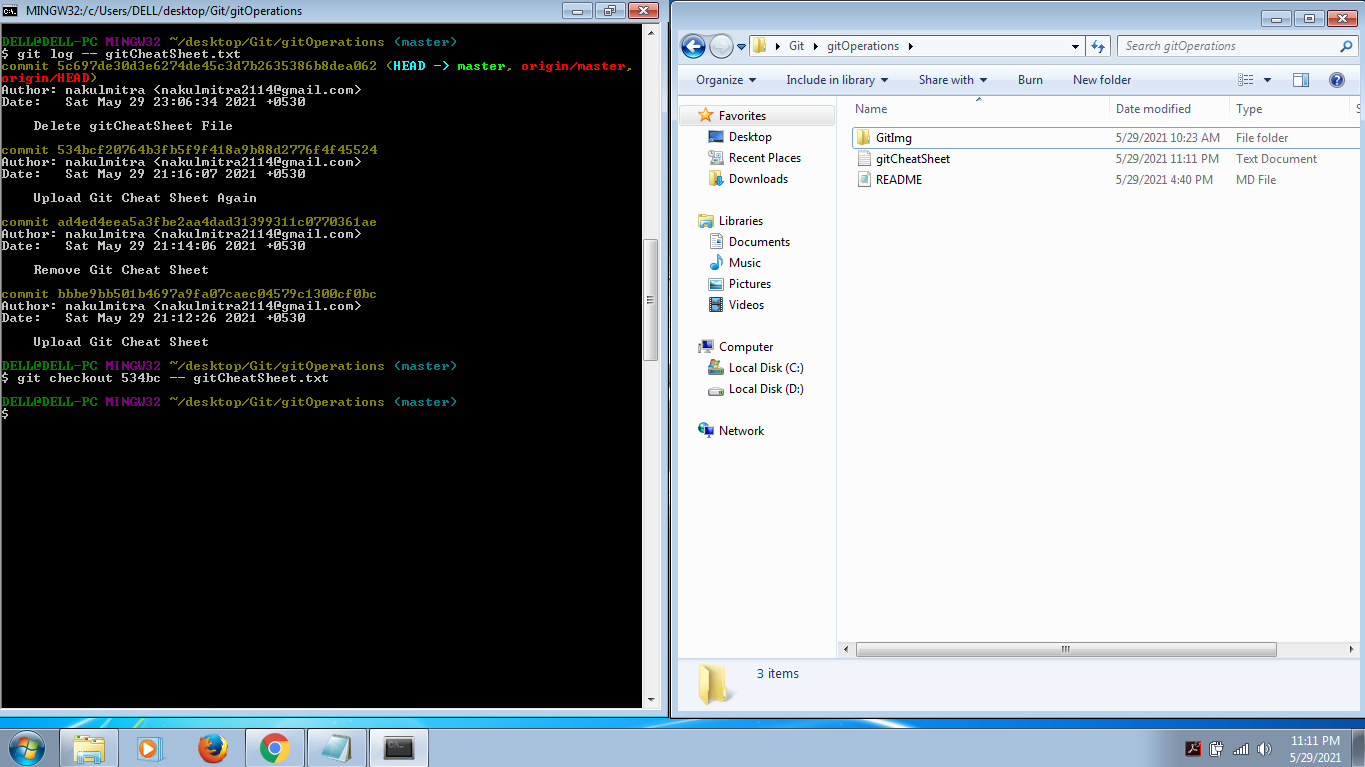 MINGW32:/c/Users/DELL/desktop/Git/gitOperations
DELL@DELL-PC MINGW32 ~/desktop/Git/gitOperations (master)
$ git log -- gitCheatSheet.txt
commit 5c697de30d3e6274de45c3d7b2635386b8dea062 (HEAD -> master, origin/master,
origin/HEAD)
Author: nakulmitra <nakulmitra2114@gmail.com>
Date:   Sat May 29 23:06:34 2021 +0530
Delete gitCheatSheet File
commit 534bcf20764b3fb5f9f418a9b88d2776f4f45524
Author: nakulmitra <nakulmitra2114@gmail.com>
Date:   Sat May 29 21:16:07 2021 +0530
Upload Git Cheat Sheet Again
commit ad4ed4eea5a3fbe2aa4dad31399311c0770361ae
Author: nakulmitra <nakulmitra2114@gmail.com>
Date:   Sat May 29 21:14:06 2021 +0530
Remove Git Cheat Sheet
commit bbbe9bb501b4697a9fa07caec04579c1300cf0bc
Author: nakulmitra <nakulmitra2114@gmail.com>
Date:   Sat May 29 21:12:26 2021 +0530
Upload Git Cheat Sheet
DELL@DELL-PC MINGW32 ~/desktop/Git/gitOperations (master)
$ git checkout 534bc -- gitCheatSheet.txt
DELL@DELL-PC MINGW32 ~/desktop/Git/gitOperations (master)
$
Git gitOperations
Search gitOperations
Organize Include in library Share with Burn New folder
Name Date modified Type S
Favorites
Desktop
Recent Places
Downloads
Libraries
Documents
Music
Pictures
Videos
Computer
Local Disk (C:)
Local Disk (D:)
Network
GitImg 5/29/2021 10:23 AM File folder
gitCheatSheet 5/29/2021 11:11 PM Text Document
README 5/29/2021 4:40 PM MD File
3 items
11:11 PM
5/29/2021